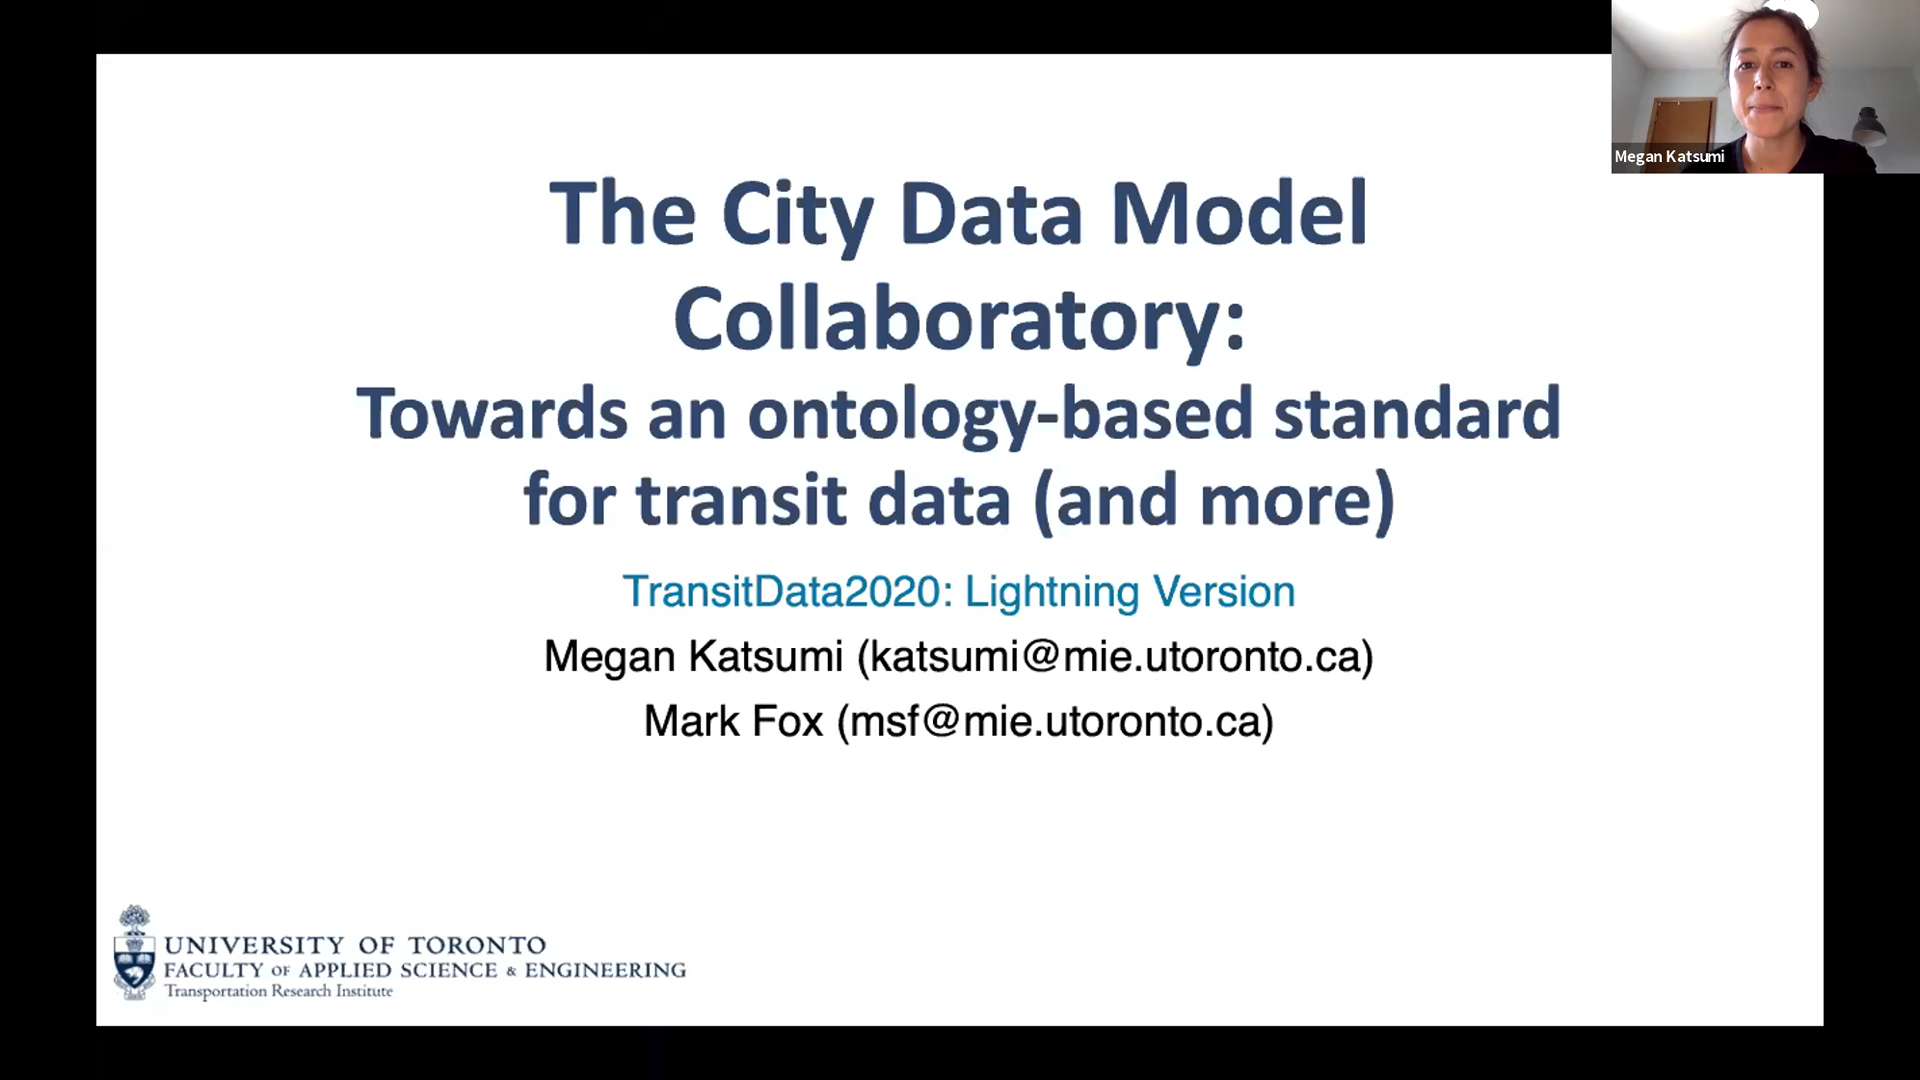 Megan Katsumi
The City Data Model
Collaboratory:
Towards an ontology-based standard
for transit data (and more)
TransitData2020: Lightning Version
Megan Katsumi (katsumi@mie.utoronto.ca)
Mark Fox (msf@mie.utoronto.ca)
UNIVERSITY OF TORONTO
FACULTY OF APPLIED SCIENCE & ENGINEERING
Transportation Research Institute